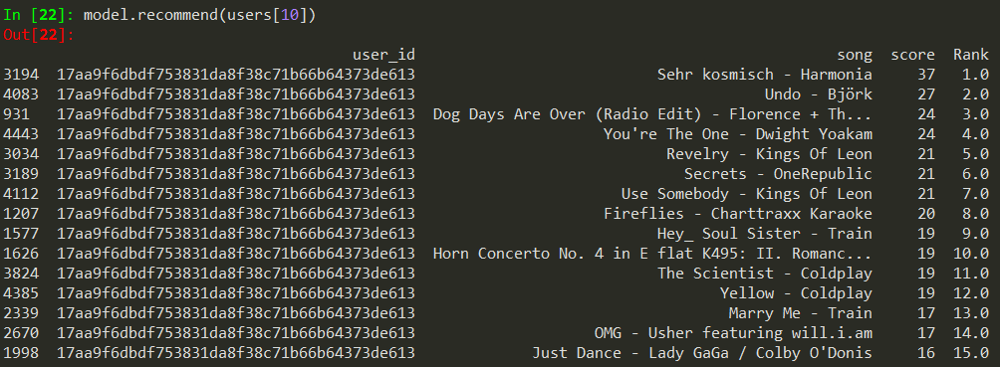 In [22]: model.recommend(users[10])
Out[22]:
user_id song score Rank
3194 17aa9f6dbdf753831da8f38c71b66b64373de613 Sehr kosmisch - Harmonia 37 1.0
4083 17aa9f6dbdf753831da8f38c71b66b64373de613 Undo - Björk 27 2.0
931 17aa9f6dbdf753831da8f38c71b66b64373de613 Dog Days Are Over (Radio Edit) - Florence + Th... 24 3.0
4443 17aa9f6dbdf753831da8f38c71b66b64373de613 You're The One - Dwight Yoakam 24 4.0
3034 17aa9f6dbdf753831da8f38c71b66b64373de613 Revelry - Kings Of Leon 21 5.0
3189 17aa9f6dbdf753831da8f38c71b66b64373de613 Secrets - OneRepublic 21 6.0
4112 17aa9f6dbdf753831da8f38c71b66b64373de613 Use Somebody - Kings Of Leon 21 7.0
1207 17aa9f6dbdf753831da8f38c71b66b64373de613 Fireflies - Charttraxx Karaoke 20 8.0
1577 17aa9f6dbdf753831da8f38c71b66b64373de613 Hey_ Soul Sister - Train 19 9.0
1626 17aa9f6dbdf753831da8f38c71b66b64373de613 Horn Concerto No. 4 in E flat K495: II. Romanc... 19 10.0
3824 17aa9f6dbdf753831da8f38c71b66b64373de613 The Scientist - Coldplay 19 11.0
4385 17aa9f6dbdf753831da8f38c71b66b64373de613 Yellow - Coldplay 19 12.0
2339 17aa9f6dbdf753831da8f38c71b66b64373de613 Marry Me - Train 17 13.0
2670 17aa9f6dbdf753831da8f38c71b66b64373de613 OMG - Usher featuring will.i.am 17 14.0
1998 17aa9f6dbdf753831da8f38c71b66b64373de613 Just Dance - Lady GaGa / Colby O'Donis 16 15.0